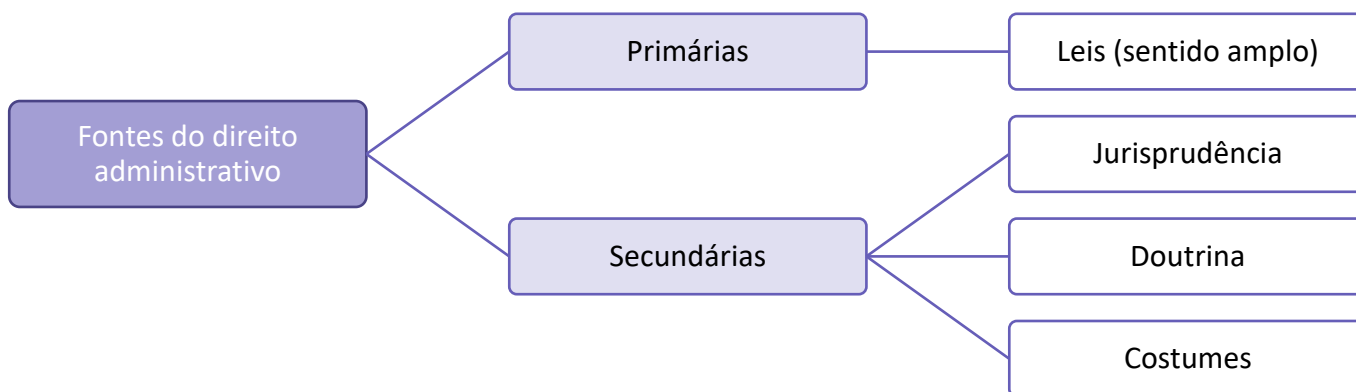 Fontes do direito
administrativo
Primárias
Leis (sentido amplo)
Secundárias
Jurisprudência
Doutrina
Costumes